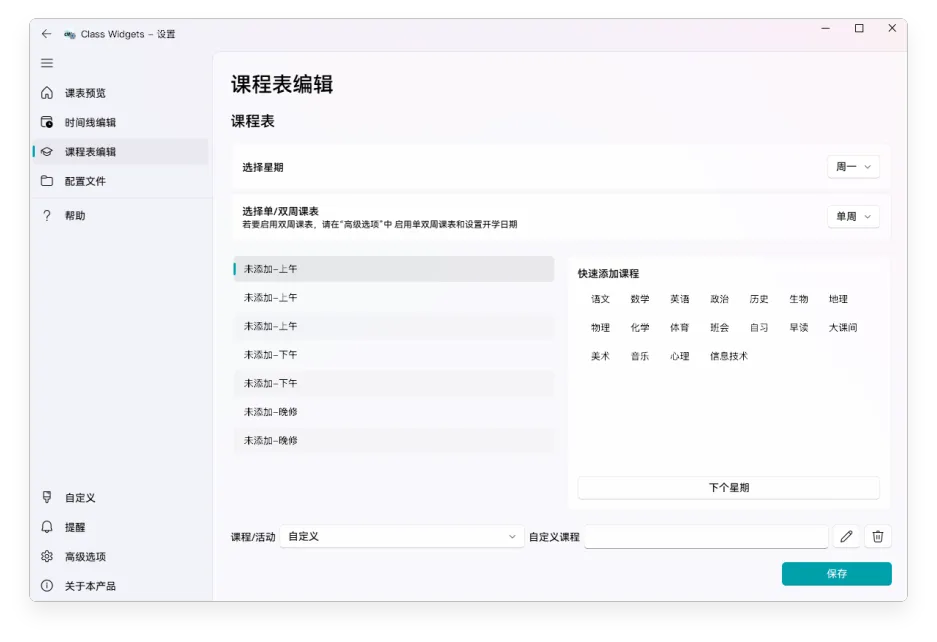 Class Widgets - 设置
课表预览
时间线编辑
课程表编辑
配置文件
帮助
自定义
提醒
高级选项
关于本产品
课程表编辑
课程表
选择星期
周一
选择单/双周课表
若要启用双周课表，请在"高级选项"中 启用单双周课表和设置开学日期
单周
未添加-上午
未添加-上午
未添加-上午
未添加-下午
未添加-下午
未添加-晚修
未添加-晚修
快速添加课程
语文 数学 英语 政治 历史 生物 地理
物理 化学 体育 班会 自习 早读 大课间
美术 音乐 心理 信息技术
下个星期
课程/活动 自定义 自定义课程
保存